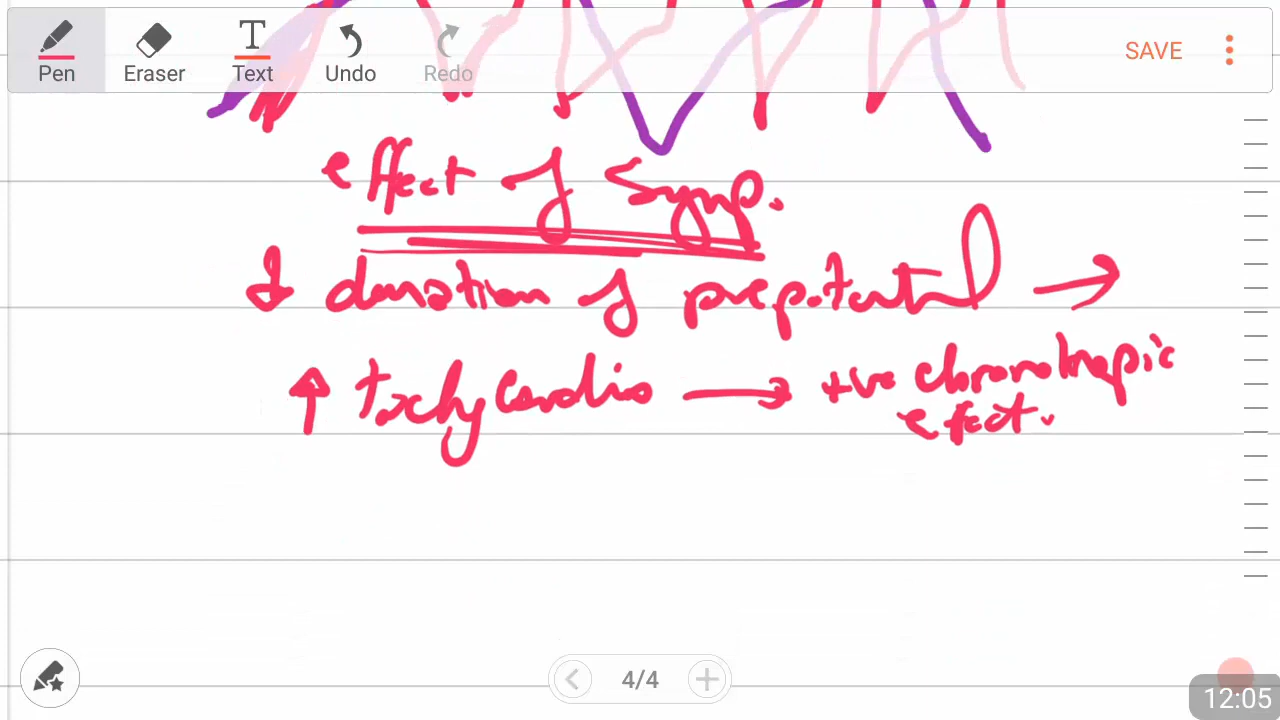 Pen Eraser Text Undo Redo SAVE
effect of Symp.
↓ duration of prepotential →
↑ tachycardia → +ve chronotropic
effect.
4/4
12:05